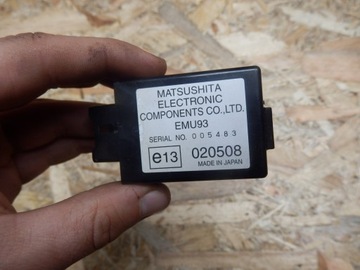 MATSUSHITA
ELECTRONIC
COMPONENTS CO.,LTD.
EMU93
SERIAL NO. 005483
e13 020508
MADE IN JAPAN